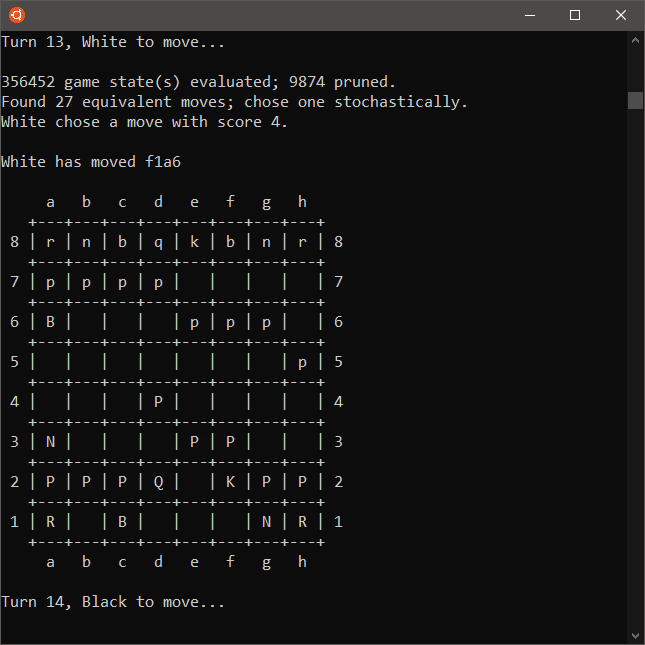 Turn 13, White to move...
356452 game state(s) evaluated; 9874 pruned.
Found 27 equivalent moves; chose one stochastically.
White chose a move with score 4.
White has moved f1a6
     a   b   c   d   e   f   g   h
   +---+---+---+---+---+---+---+---+
 8 | r | n | b | q | k | b | n | r | 8
   +---+---+---+---+---+---+---+---+
 7 | p | p | p | p |   |   |   |   | 7
   +---+---+---+---+---+---+---+---+
 6 | B |   |   |   | p | p | p |   | 6
   +---+---+---+---+---+---+---+---+
 5 |   |   |   |   |   |   |   | p | 5
   +---+---+---+---+---+---+---+---+
 4 |   |   |   | P |   |   |   |   | 4
   +---+---+---+---+---+---+---+---+
 3 | N |   |   |   | P | P |   |   | 3
   +---+---+---+---+---+---+---+---+
 2 | P | P | P | Q |   | K | P | P | 2
   +---+---+---+---+---+---+---+---+
 1 | R |   | B |   |   |   | N | R | 1
   +---+---+---+---+---+---+---+---+
     a   b   c   d   e   f   g   h
Turn 14, Black to move...